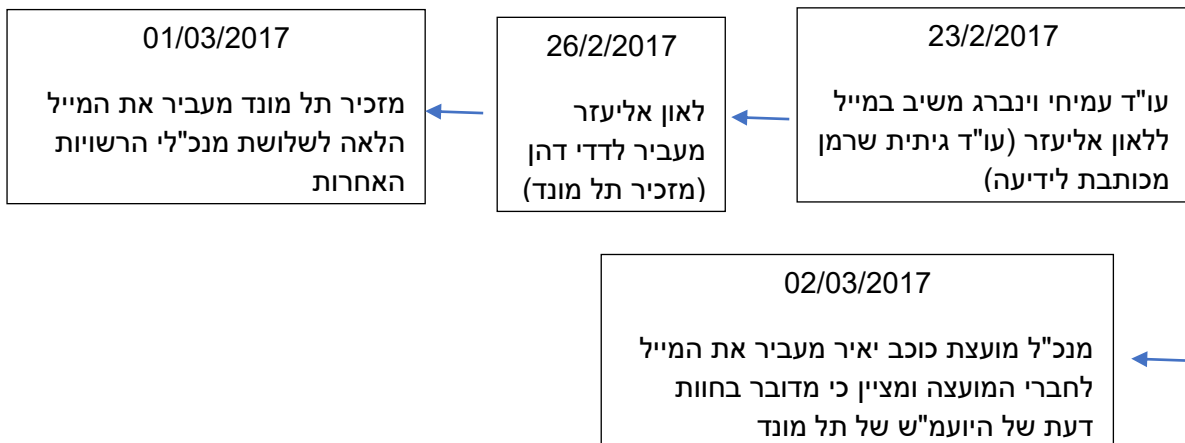 23/2/2017
עו"ד עמיחי וינברג משיב במייל
ללאון אליעזר (עו"ד גיתית שרמן
מכותבת לידיעה)
26/2/2017
לאון אליעזר
מעביר לדדי דהן
(מזכיר תל מונד)
01/03/2017
מזכיר תל מונד מעביר את המייל
הלאה לשלושת מנכ"לי הרשויות
האחרות
02/03/2017
מנכ"ל מועצת כוכב יאיר מעביר את המייל
לחברי המועצה ומציין כי מדובר בחוות
דעת של היועמ"ש של תל מונד